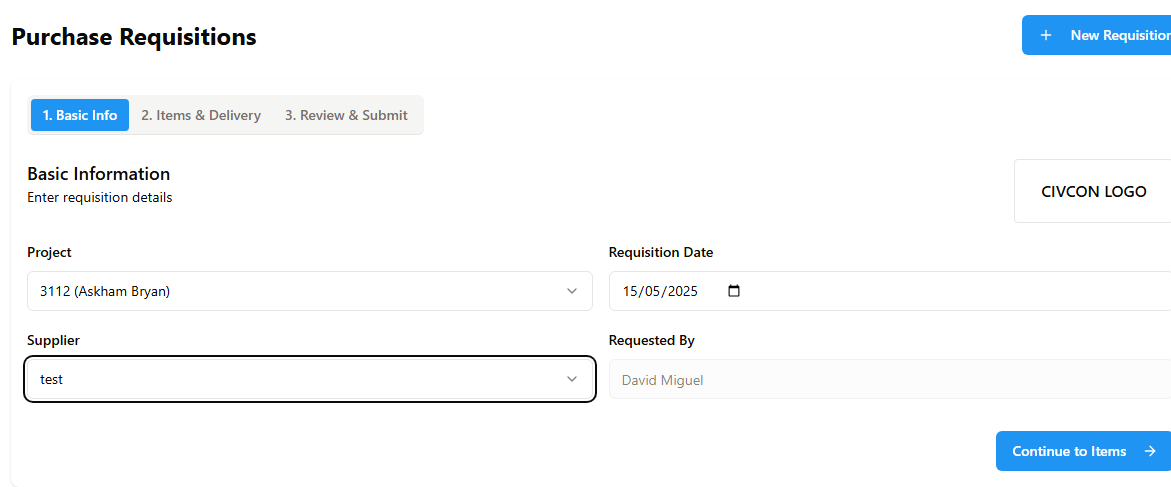 Purchase Requisitions
+ New Requisition
1. Basic Info 2. Items & Delivery 3. Review & Submit
Basic Information
Enter requisition details
CIVCON LOGO
Project
3112 (Askham Bryan)
Requisition Date
15/05/2025
Supplier
test
Requested By
David Miguel
Continue to Items →